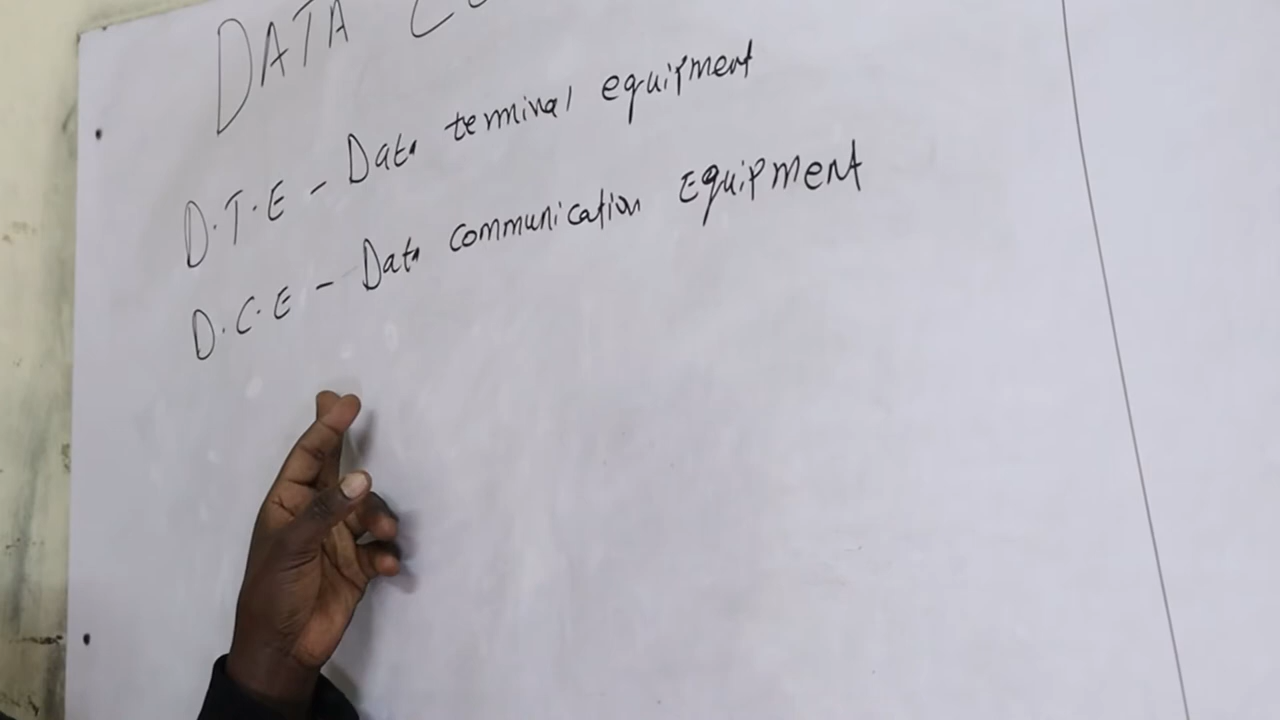 DATA
D.T.E - Data terminal equipment
D.C.E - Data communication Equipment